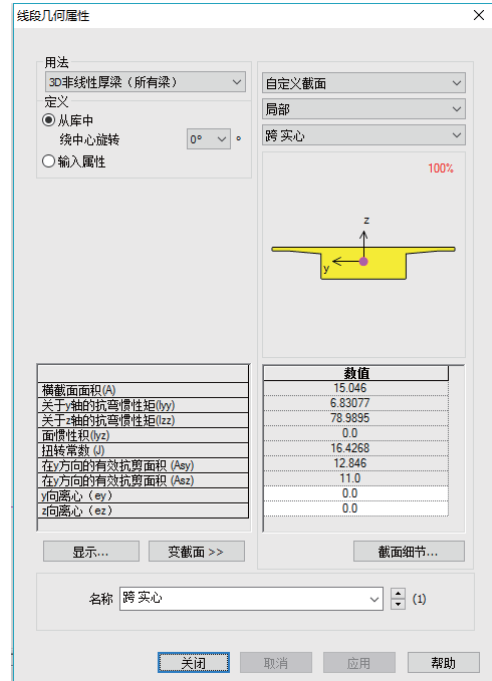 线段几何属性
用法
3D非线性厚梁（所有梁）
定义
从库中
绕中心旋转 0° °
输入属性
自定义截面
局部
跨 实心
100%
z
y
数值
横截面面积(A) 15.046
关于y轴的抗弯惯性矩(Iyy) 6.83077
关于z轴的抗弯惯性矩(Izz) 78.9895
面惯性积(Iyz) 0.0
扭转常数 (J) 16.4268
在y方向的有效抗剪面积 (Asy) 12.846
在y方向的有效抗剪面积 (Asz) 11.0
y向离心（ey） 0.0
z向离心（ez） 0.0
显示... 变截面 >> 截面细节...
名称 跨 实心 (1)
关闭 取消 应用 帮助